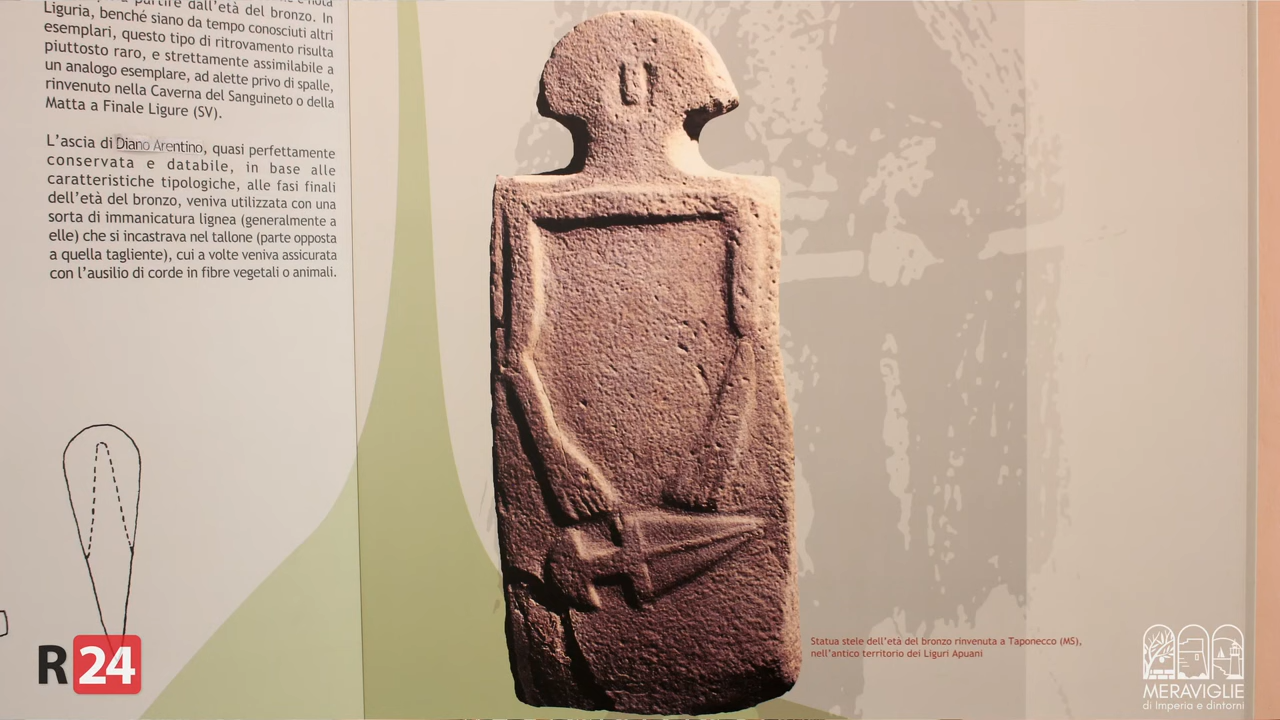 partire dall'età del bronzo. In
Liguria, benché siano da tempo conosciuti altri
esemplari, questo tipo di ritrovamento risulta
piuttosto raro, e strettamente assimilabile a
un analogo esemplare, ad alette privo di spalle,
rinvenuto nella Caverna del Sanguineto o della
Matta a Finale Ligure (SV).
L'ascia di Diano Arentino, quasi perfettamente
conservata e databile, in base alle
caratteristiche tipologiche, alle fasi finali
dell'età del bronzo, veniva utilizzata con una
sorta di immanicatura lignea (generalmente a
elle) che si incastrava nel tallone (parte opposta
a quella tagliente), cui a volte veniva assicurata
con l'ausilio di corde in fibre vegetali o animali.
Statua stele dell'età del bronzo rinvenuta a Taponecco (MS),
nell'antico territorio dei Liguri Apuani
R24
MERAVIGLIE
di Imperia e dintorni